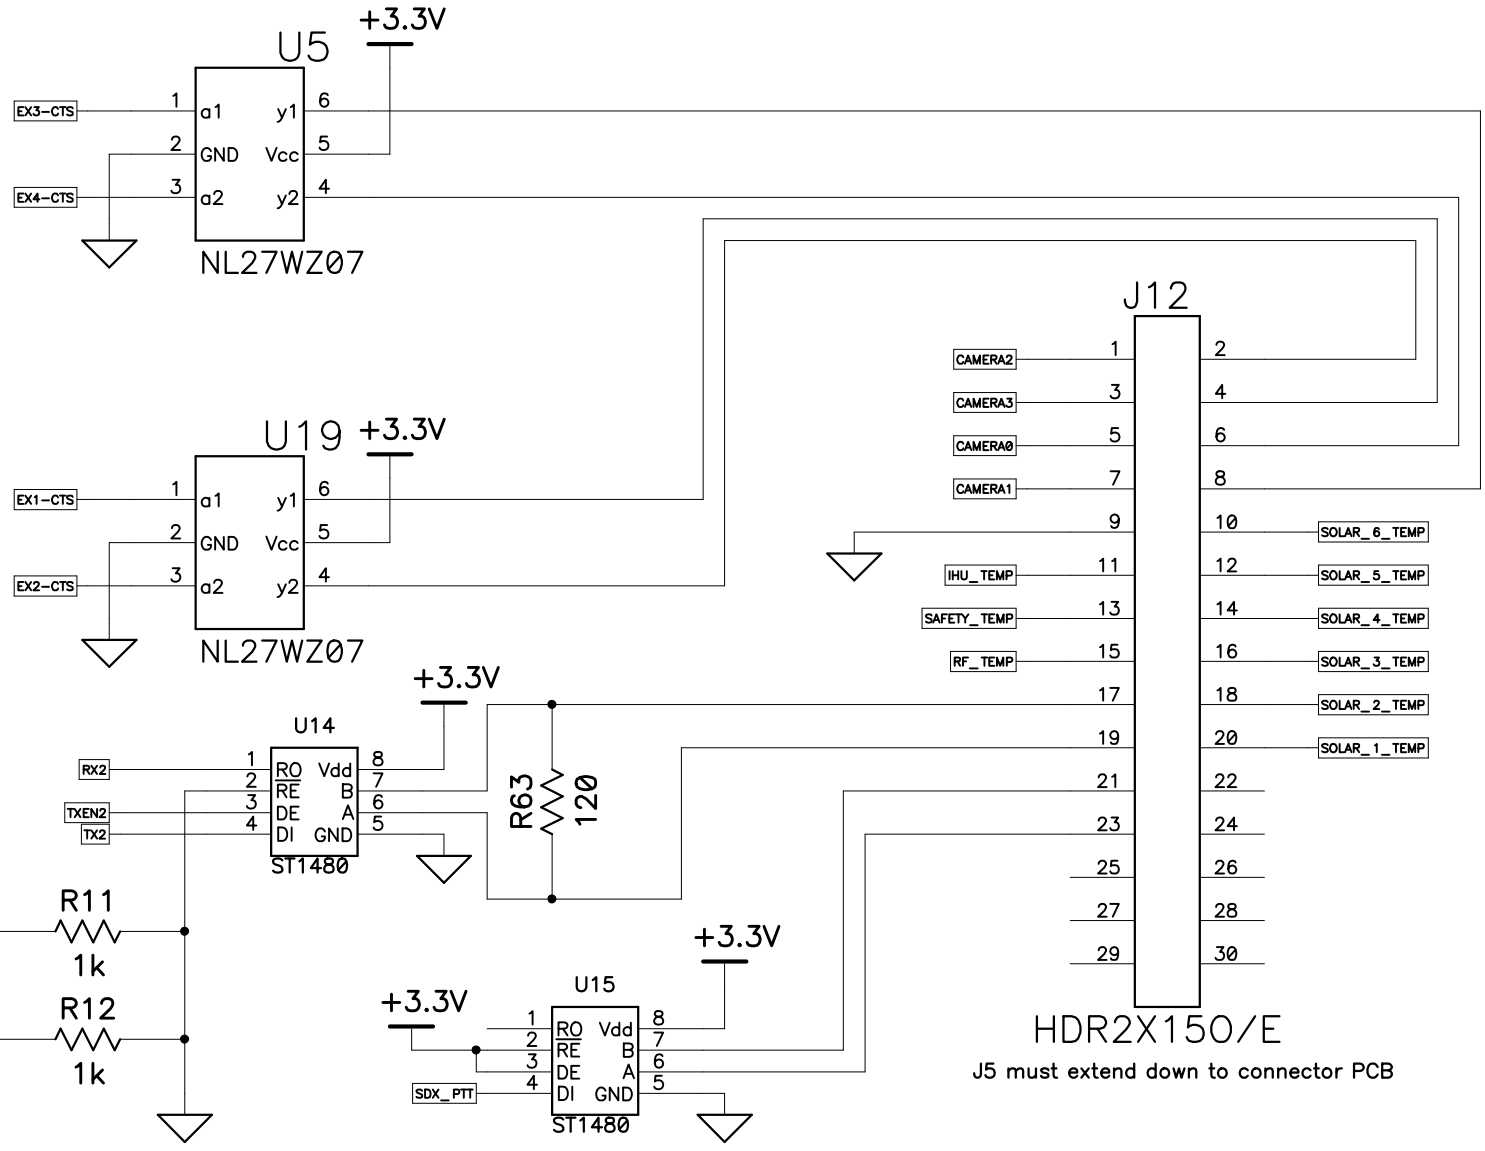 +3.3V
U5
EX3-CTS 1 a1 y1 6
2 GND Vcc 5
EX4-CTS 3 a2 y2 4
NL27WZ07
J12
CAMERA2 1 2
CAMERA3 3 4
CAMERA0 5 6
CAMERA1 7 8
9 10 SOLAR_6_TEMP
IHU_TEMP 11 12 SOLAR_5_TEMP
SAFETY_TEMP 13 14 SOLAR_4_TEMP
RF_TEMP 15 16 SOLAR_3_TEMP
17 18 SOLAR_2_TEMP
19 20 SOLAR_1_TEMP
21 22
23 24
25 26
27 28
29 30
HDR2X15O/E
J5 must extend down to connector PCB
U19 +3.3V
EX1-CTS 1 a1 y1 6
2 GND Vcc 5
EX2-CTS 3 a2 y2 4
NL27WZ07
+3.3V
U14
RX2 1 RO Vdd 8
2 RE B 7
TXEN2 3 DE A 6
TX2 4 DI GND 5
ST1480
R63 120
R11
1k
R12
1k
+3.3V
U15
+3.3V
1 RO Vdd 8
2 RE B 7
3 DE A 6
SDX_PTT 4 DI GND 5
ST1480